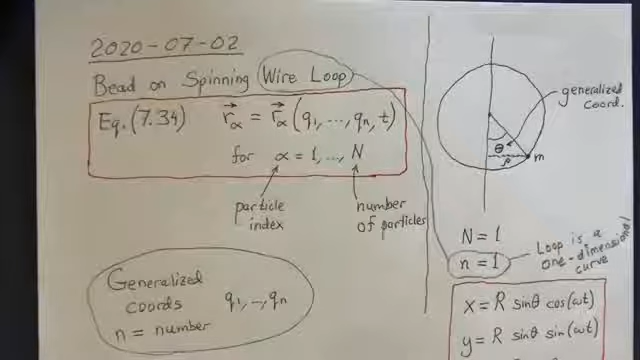 2020-07-02
Bead on Spinning Wire Loop
Eq. (7.34) r⃗α = r⃗α (q₁, ..., qₙ, t)
for α = 1, ..., N
particle
index
number
of particles
Generalized
coords q₁, ..., qₙ
n = number
generalized
coord.
θ
ρ
m
N = 1
n = 1
Loop is a
one-dimensional
curve
x = R sinθ cos(ωt)
y = R sinθ sin(ωt)